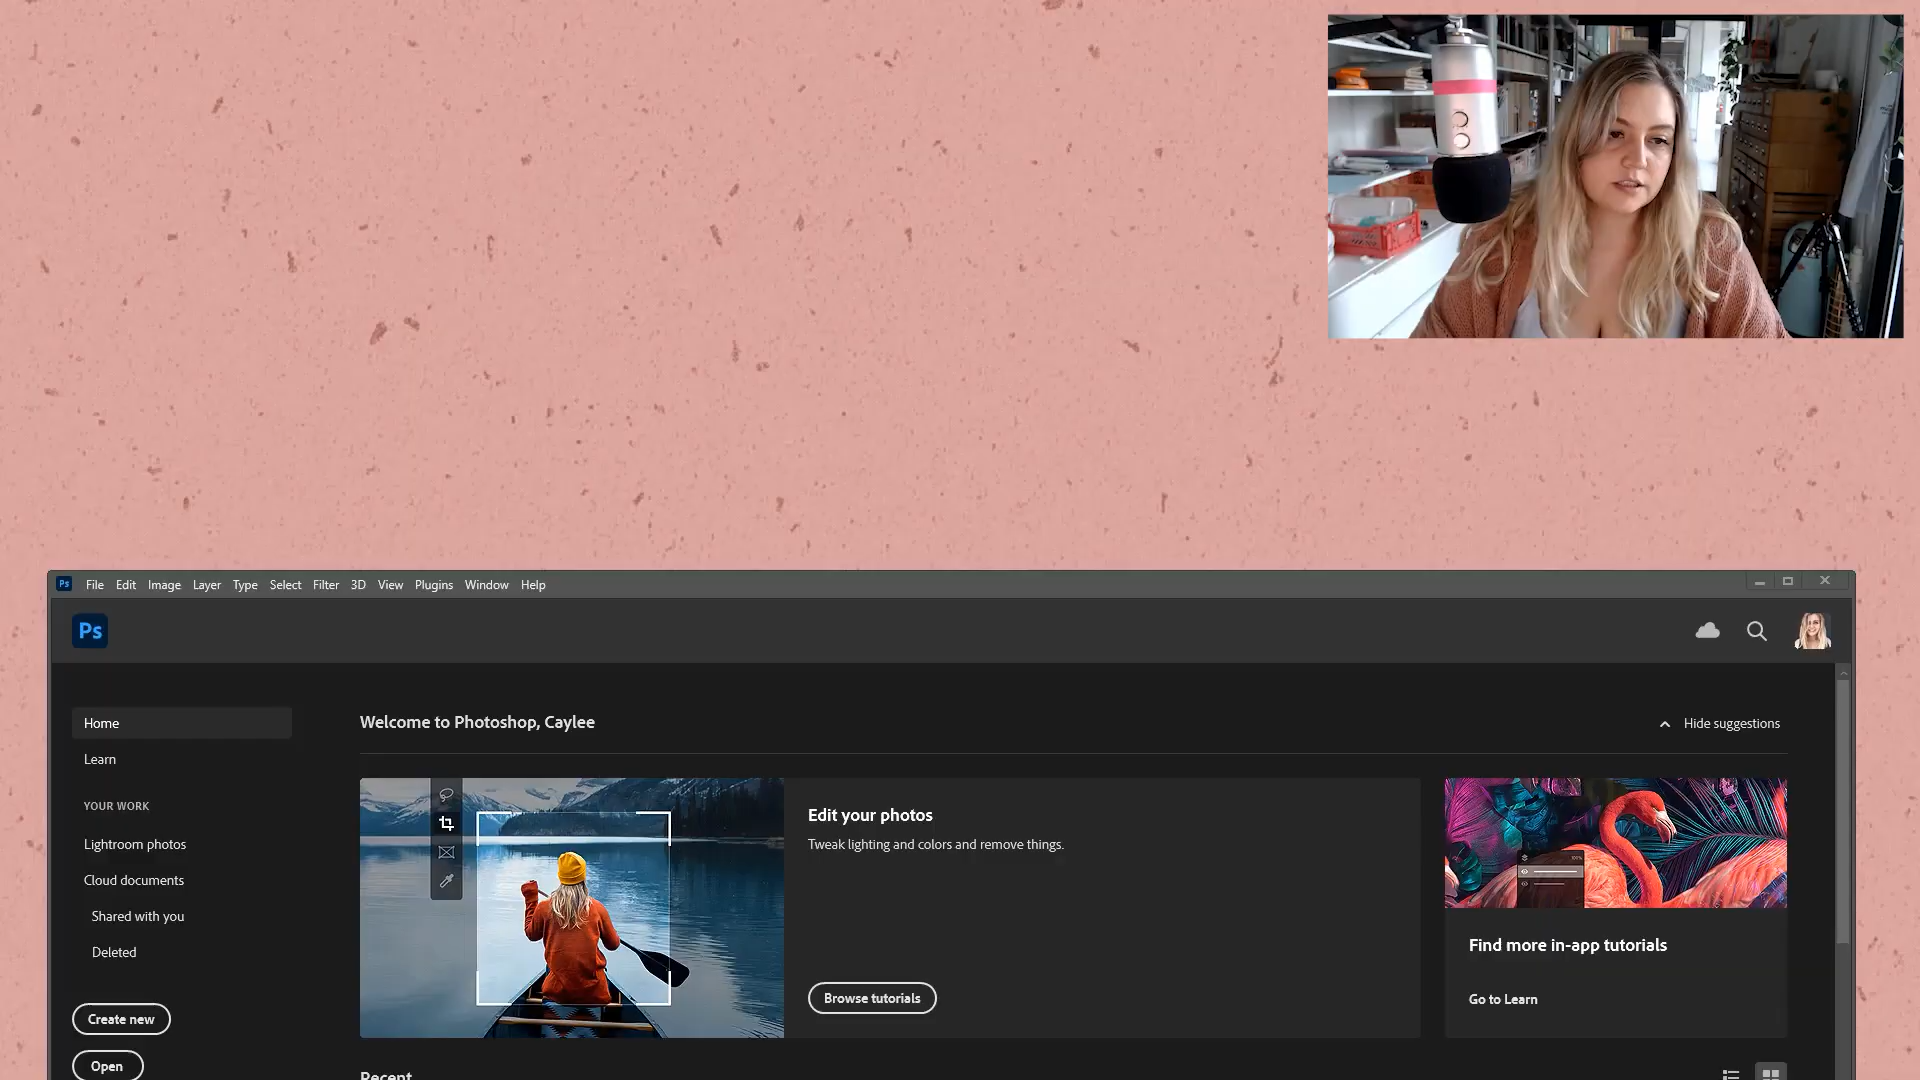 Ps File Edit Image Layer Type Select Filter 3D View Plugins Window Help
Ps
Home
Learn
YOUR WORK
Lightroom photos
Cloud documents
Shared with you
Deleted
Create new
Open
Welcome to Photoshop, Caylee
Hide suggestions
Edit your photos
Tweak lighting and colors and remove things.
Browse tutorials
Find more in-app tutorials
Go to Learn
Recent